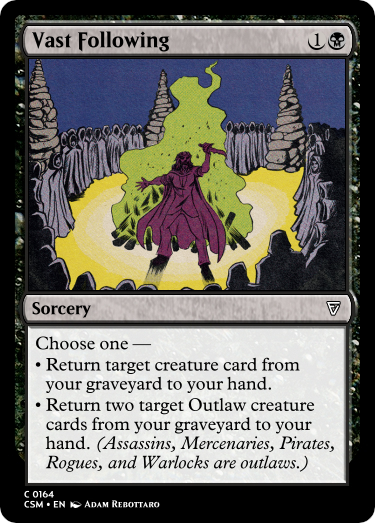 Vast Following 1
Sorcery
Choose one —
• Return target creature card from
your graveyard to your hand.
• Return two target Outlaw creature
cards from your graveyard to your
hand. (Assassins, Mercenaries, Pirates,
Rogues, and Warlocks are outlaws.)
C 0164
CSM • EN Adam Rebottaro